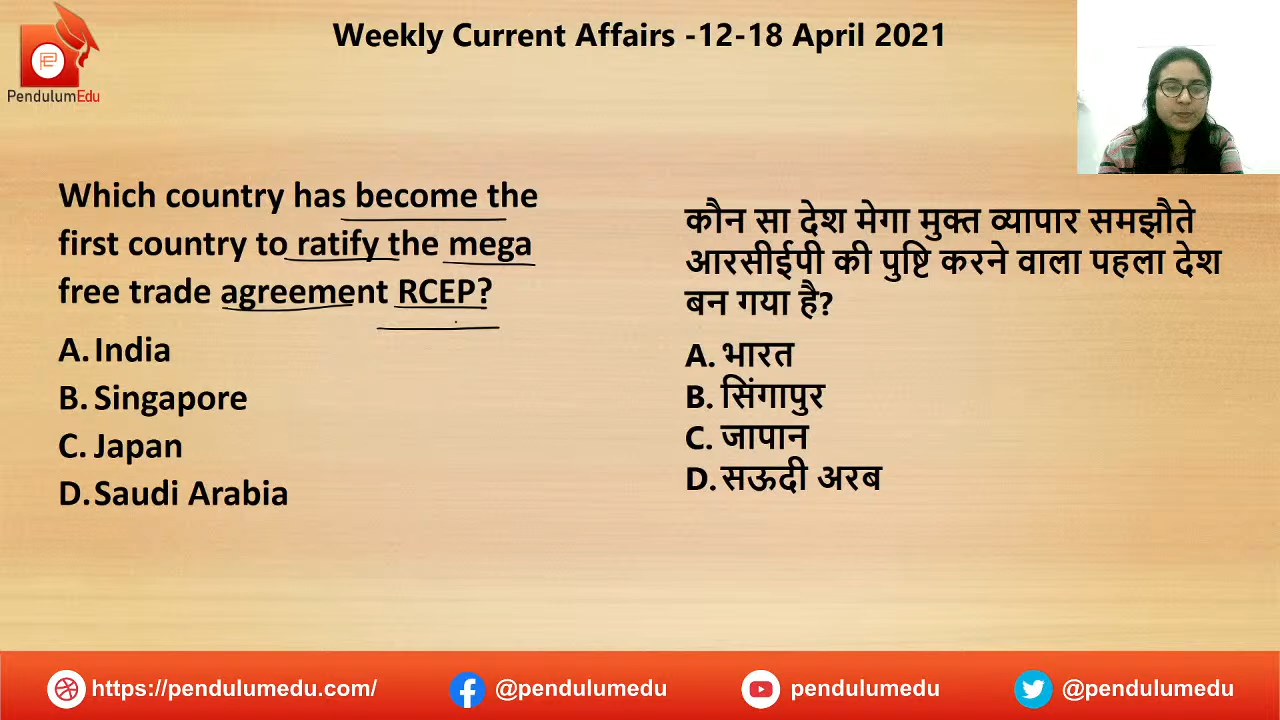 Weekly Current Affairs -12-18 April 2021
PendulumEdu
Which country has become the
first country to ratify the mega
free trade agreement RCEP?
A. India
B. Singapore
C. Japan
D. Saudi Arabia
कौन सा देश मेगा मुक्त व्यापार समझौते
आरसीईपी की पुष्टि करने वाला पहला देश
बन गया है?
A. भारत
B. सिंगापुर
C. जापान
D. सऊदी अरब
https://pendulumedu.com/
@pendulumedu
pendulumedu
@pendulumedu